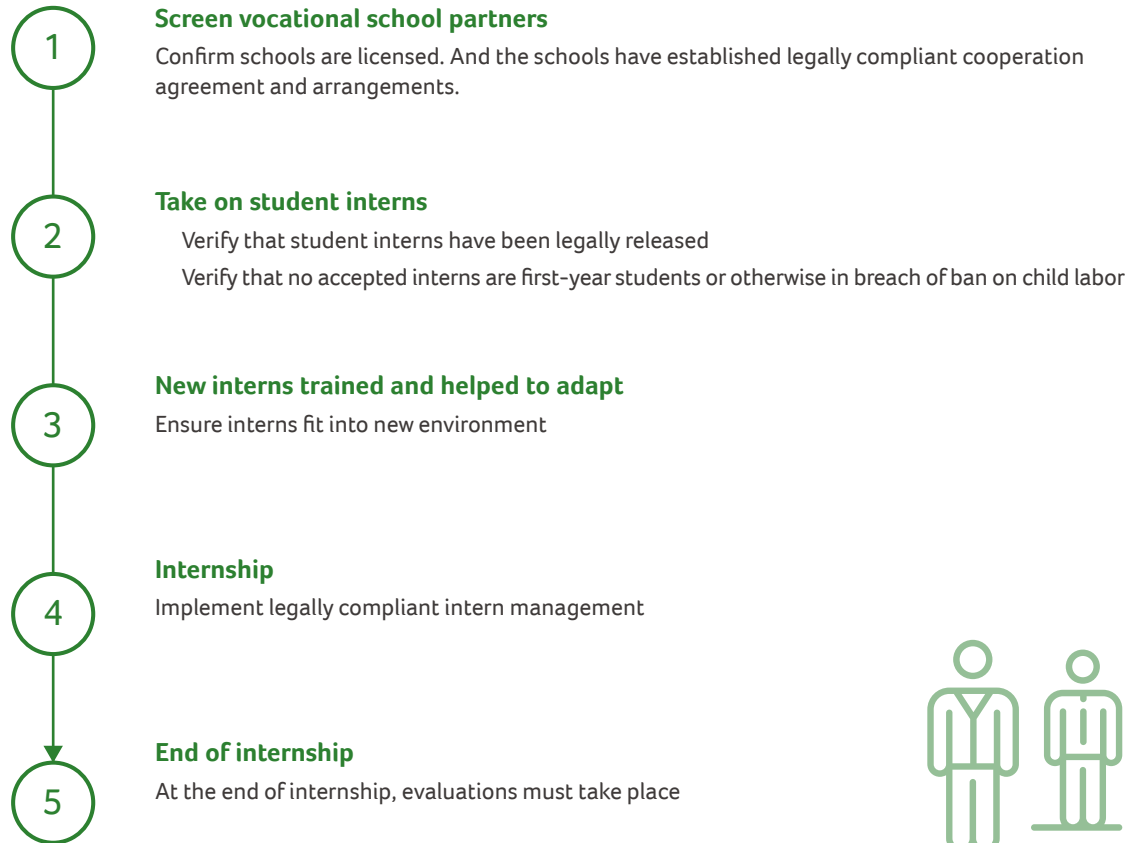 1
Screen vocational school partners
Confirm schools are licensed. And the schools have established legally compliant cooperation
agreement and arrangements.
2
Take on student interns
Verify that student interns have been legally released
Verify that no accepted interns are first-year students or otherwise in breach of ban on child labor
3
New interns trained and helped to adapt
Ensure interns fit into new environment
4
Internship
Implement legally compliant intern management
5
End of internship
At the end of internship, evaluations must take place